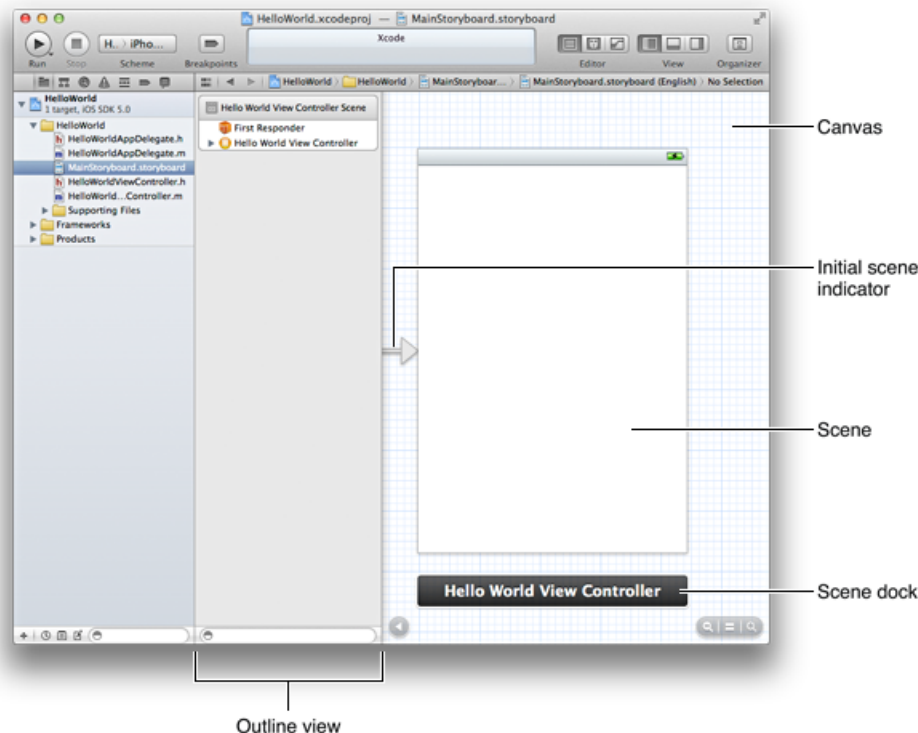 HelloWorld.xcodeproj — MainStoryboard.storyboard
H... iPho...
Xcode
Run Stop Scheme Breakpoints Editor View Organizer
HelloWorld HelloWorld MainStoryboar... MainStoryboard.storyboard (English) No Selection
HelloWorld
1 target, iOS SDK 5.0
HelloWorld
HelloWorldAppDelegate.h
HelloWorldAppDelegate.m
MainStoryboard.storyboard
HelloWorldViewController.h
HelloWorld...Controller.m
Supporting Files
Frameworks
Products
Hello World View Controller Scene
First Responder
Hello World View Controller
Canvas
Initial scene
indicator
Scene
Hello World View Controller
Scene dock
Outline view